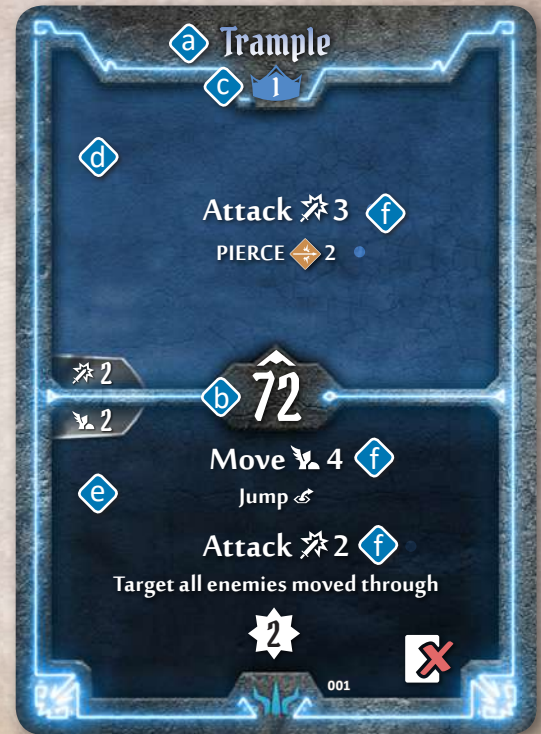 a Trample
c 1
d
Attack 3 f
PIERCE 2
2
b 72
2
Move 4 f
e
Jump
Attack 2 f
Target all enemies moved through
2
001